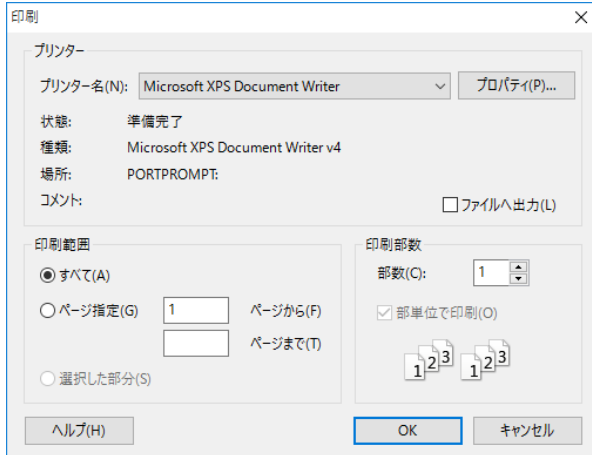 印刷
プリンター
プリンター名(N): Microsoft XPS Document Writer プロパティ(P)...
状態: 準備完了
種類: Microsoft XPS Document Writer v4
場所: PORTPROMPT:
コメント: ファイルへ出力(L)
印刷範囲
すべて(A)
ページ指定(G) 1 ページから(F)
ページまで(T)
選択した部分(S)
印刷部数
部数(C): 1
部単位で印刷(O)
1 2 3 1 2 3
ヘルプ(H) OK キャンセル